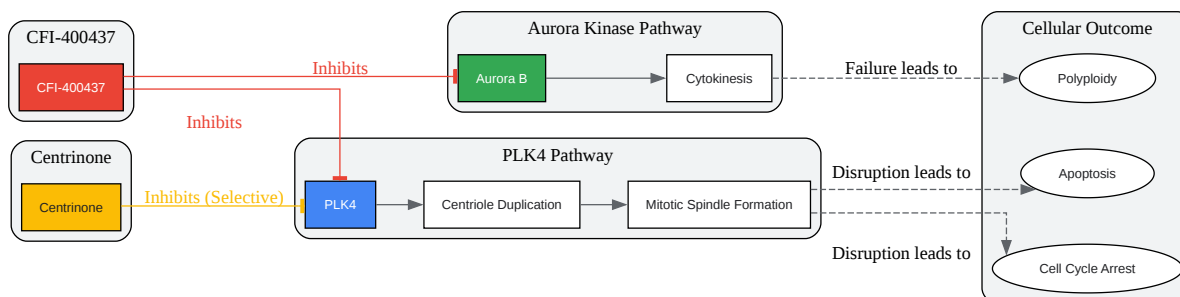 CFI-400437
CFI-400437
Centrinone
Centrinone
Inhibits
Inhibits
Inhibits (Selective)
Aurora Kinase Pathway
Aurora B
Cytokinesis
PLK4 Pathway
PLK4
Centriole Duplication
Mitotic Spindle Formation
Failure leads to
Disruption leads to
Disruption leads to
Cellular Outcome
Polyploidy
Apoptosis
Cell Cycle Arrest